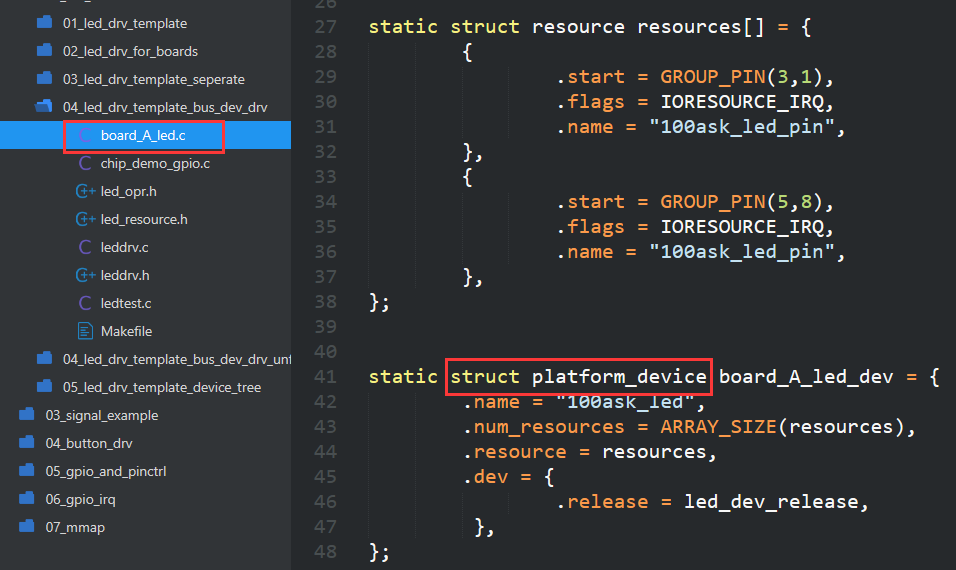 01_led_drv_template
02_led_drv_for_boards
03_led_drv_template_seperate
04_led_drv_template_bus_dev_drv
board_A_led.c
C chip_demo_gpio.c
C++ led_opr.h
C++ led_resource.h
C leddrv.c
C++ leddrv.h
C ledtest.c
Makefile
04_led_drv_template_bus_dev_drv_unf
05_led_drv_template_device_tree
03_signal_example
04_button_drv
05_gpio_and_pinctrl
06_gpio_irq
07_mmap
26
27 static struct resource resources[] = {
28 {
29 .start = GROUP_PIN(3,1),
30 .flags = IORESOURCE_IRQ,
31 .name = "100ask_led_pin",
32 },
33 {
34 .start = GROUP_PIN(5,8),
35 .flags = IORESOURCE_IRQ,
36 .name = "100ask_led_pin",
37 },
38 };
39
40
41 static struct platform_device board_A_led_dev = {
42 .name = "100ask_led",
43 .num_resources = ARRAY_SIZE(resources),
44 .resource = resources,
45 .dev = {
46 .release = led_dev_release,
47 },
48 };